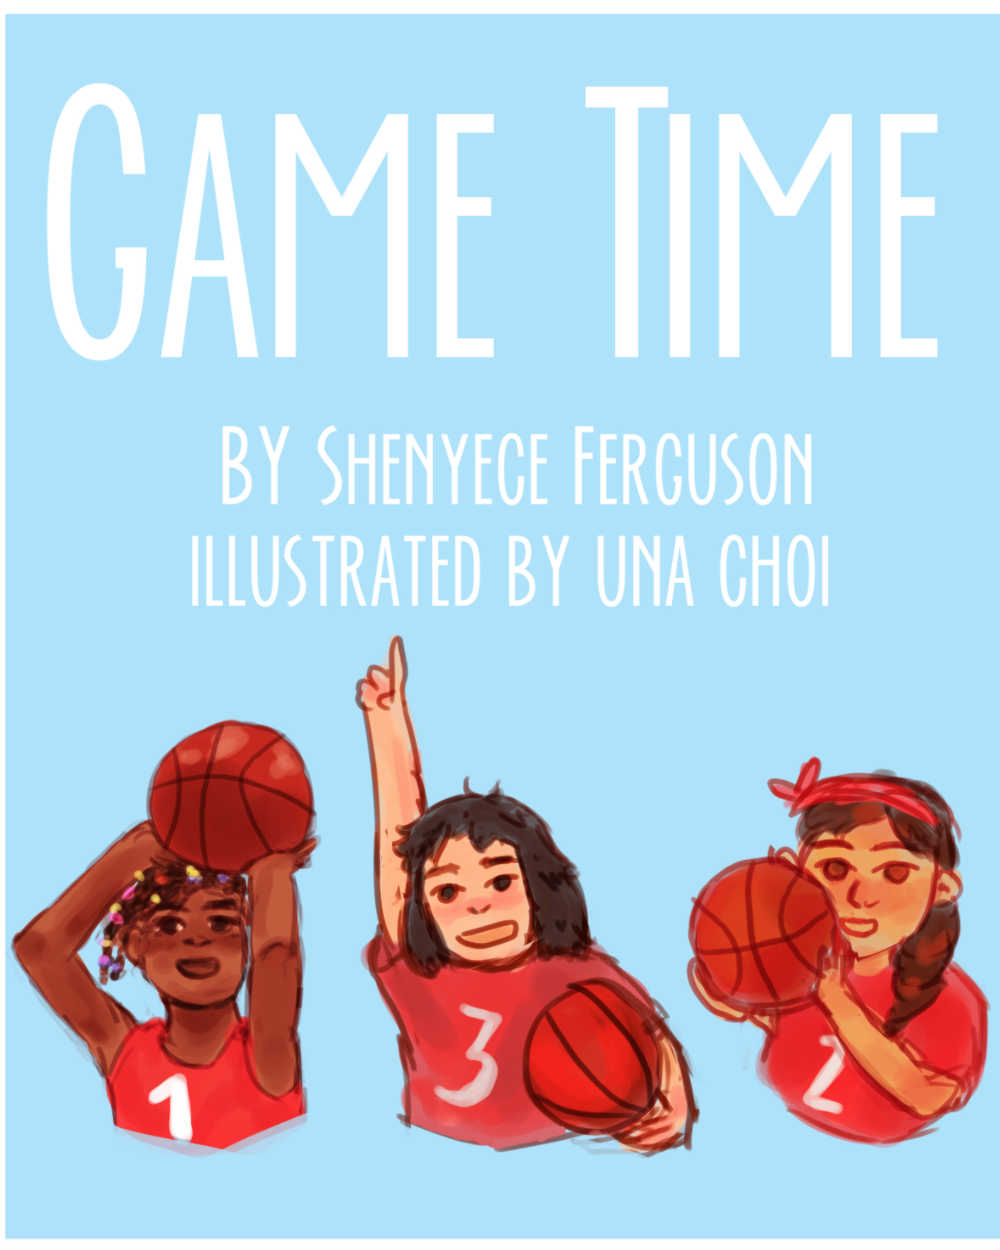 GAME TIME
BY SHENYECE FERGUSON
ILLUSTRATED BY UNA CHOI
1
3
2